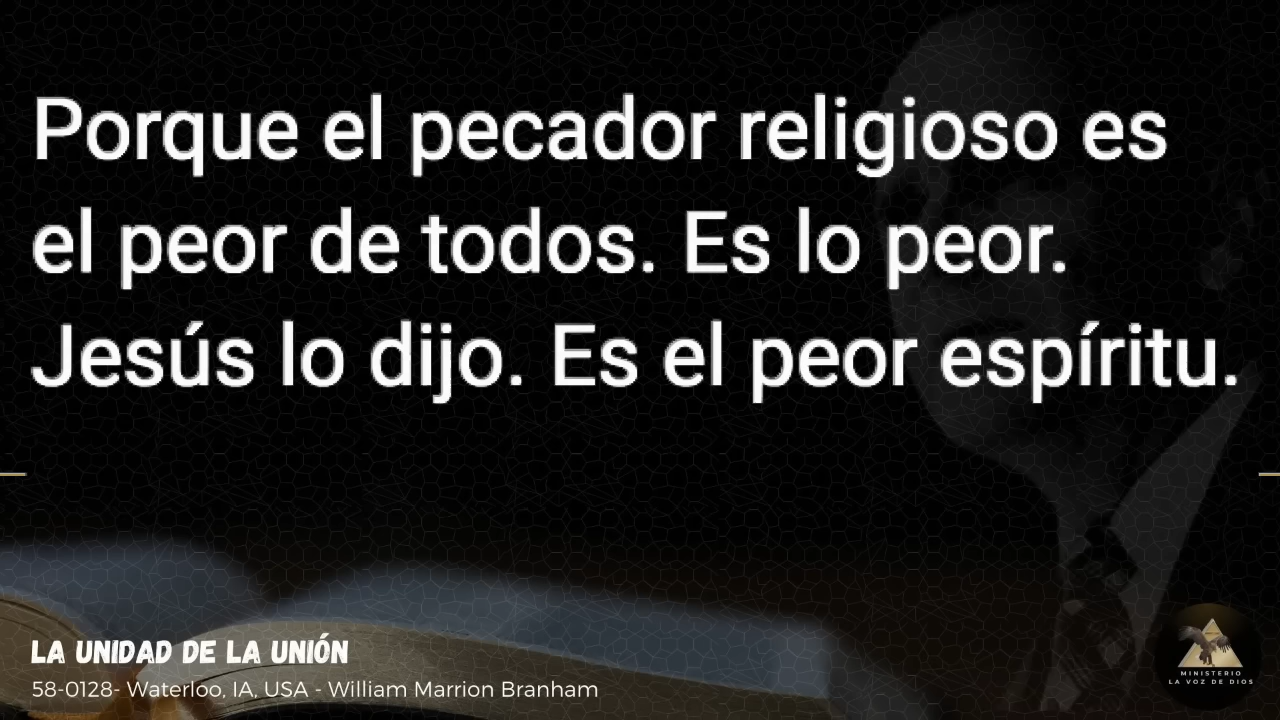 Porque el pecador religioso es
el peor de todos. Es lo peor.
Jesús lo dijo. Es el peor espíritu.
LA UNIDAD DE LA UNIÓN
58-0128- Waterloo, IA, USA - William Marrion Branham
MINISTERIO
LA VOZ DE DIOS